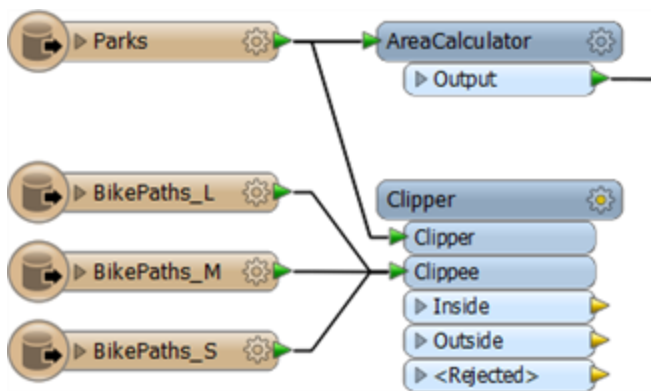 Parks
AreaCalculator
Output
BikePaths_L
Clipper
Clipper
BikePaths_M
Clippee
Inside
Outside
BikePaths_S
<Rejected>